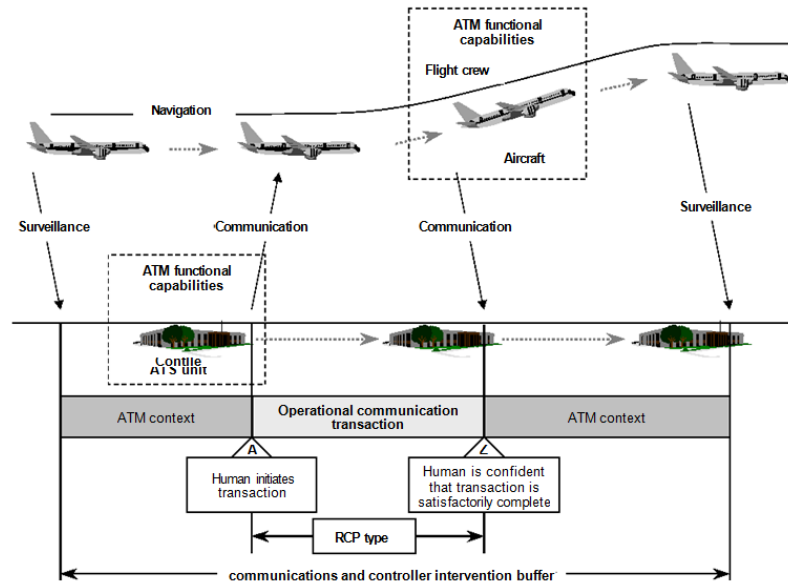 ATM functional
capabilities
Flight crew
Navigation
Aircraft
Surveillance
Communication
Communication
Surveillance
ATM functional
capabilities
ATS unit
ATM context
Operational communication
transaction
ATM context
A
Z
Human initiates
transaction
Human is confident
that transaction is
satisfactorily complete
RCP type
communications and controller intervention buffer